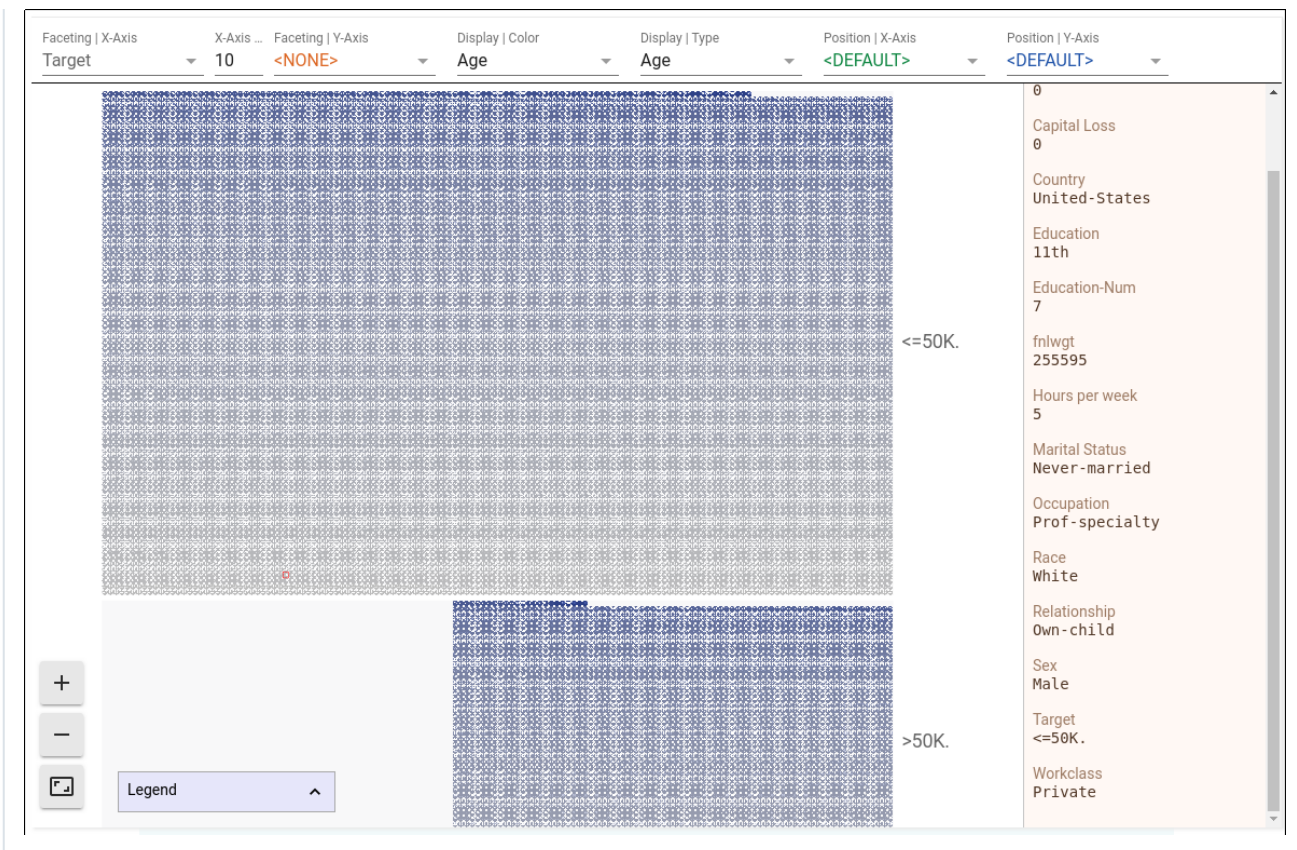 Faceting | X-Axis
Target
X-Axis ...
10
Faceting | Y-Axis
<NONE>
Display | Color
Age
Display | Type
Age
Position | X-Axis
<DEFAULT>
Position | Y-Axis
<DEFAULT>
<=50K.
>50K.
Legend
0
Capital Loss
0
Country
United-States
Education
11th
Education-Num
7
fnlwgt
255595
Hours per week
5
Marital Status
Never-married
Occupation
Prof-specialty
Race
White
Relationship
Own-child
Sex
Male
Target
<=50K.
Workclass
Private